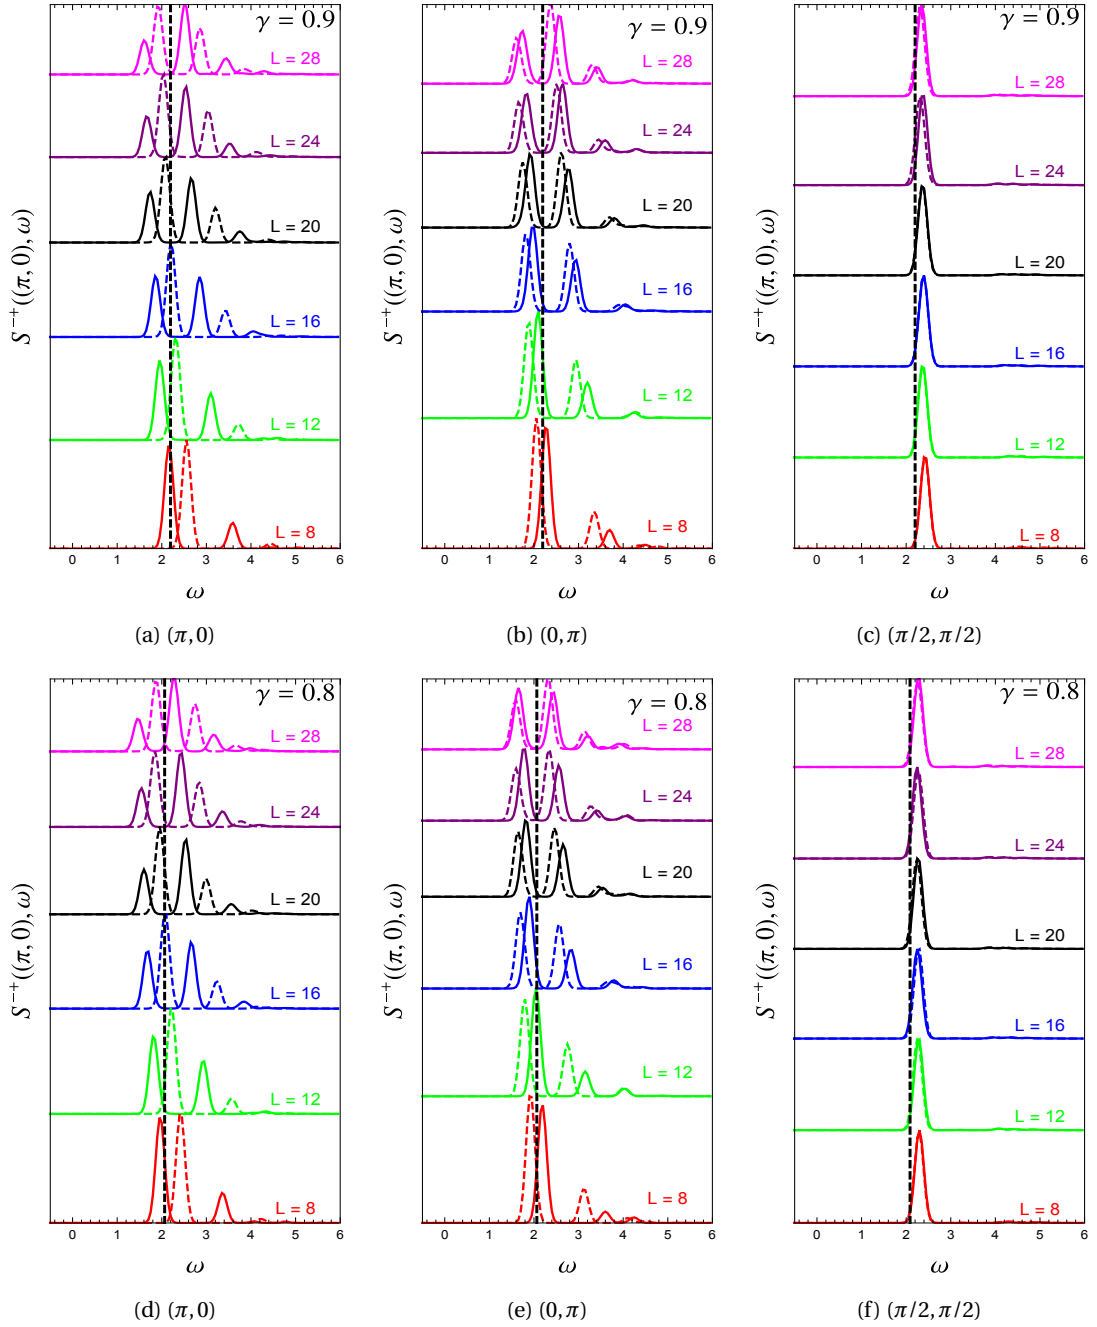 γ = 0.9
L = 28
L = 24
L = 20
L = 16
L = 12
L = 8
S⁻⁺((π, 0), ω)
0 1 2 3 4 5 6
ω
(a) (π, 0)
γ = 0.9
L = 28
L = 24
L = 20
L = 16
L = 12
L = 8
S⁻⁺((π, 0), ω)
0 1 2 3 4 5 6
ω
(b) (0, π)
γ = 0.9
L = 28
L = 24
L = 20
L = 16
L = 12
L = 8
S⁻⁺((π, 0), ω)
0 1 2 3 4 5 6
ω
(c) (π/2, π/2)
γ = 0.8
L = 28
L = 24
L = 20
L = 16
L = 12
L = 8
S⁻⁺((π, 0), ω)
0 1 2 3 4 5 6
ω
(d) (π, 0)
γ = 0.8
L = 28
L = 24
L = 20
L = 16
L = 12
L = 8
S⁻⁺((π, 0), ω)
0 1 2 3 4 5 6
ω
(e) (0, π)
γ = 0.8
L = 28
L = 24
L = 20
L = 16
L = 12
L = 8
S⁻⁺((π, 0), ω)
0 1 2 3 4 5 6
ω
(f) (π/2, π/2)